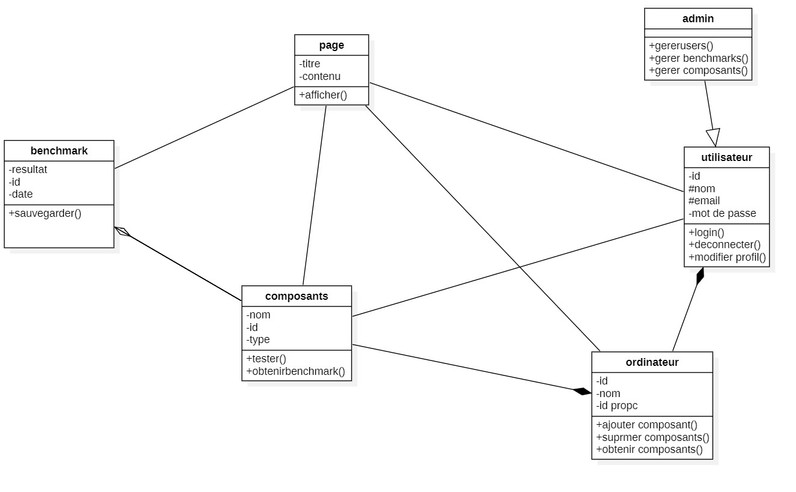 admin
+gererusers()
+gerer benchmarks()
+gerer composants()
page
-titre
-contenu
+afficher()
benchmark
-resultat
-id
-date
+sauvegarder()
utilisateur
-id
#nom
#email
-mot de passe
+login()
+deconnecter()
+modifier profil()
composants
-nom
-id
-type
+tester()
+obtenirbenchmark()
ordinateur
-id
-nom
-id propc
+ajouter composant()
+suprmer composants()
+obtenir composants()